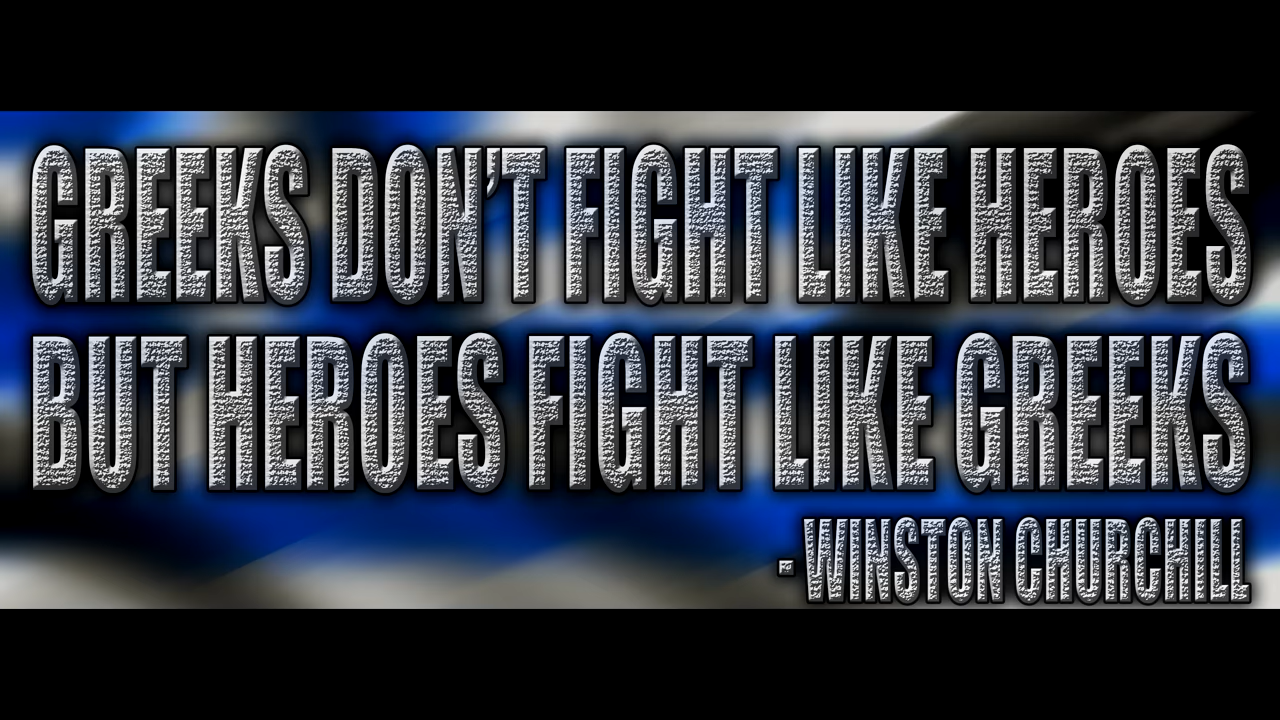 GREEKS DON'T FIGHT LIKE HEROES
BUT HEROES FIGHT LIKE GREEKS
- WINSTON CHURCHILL